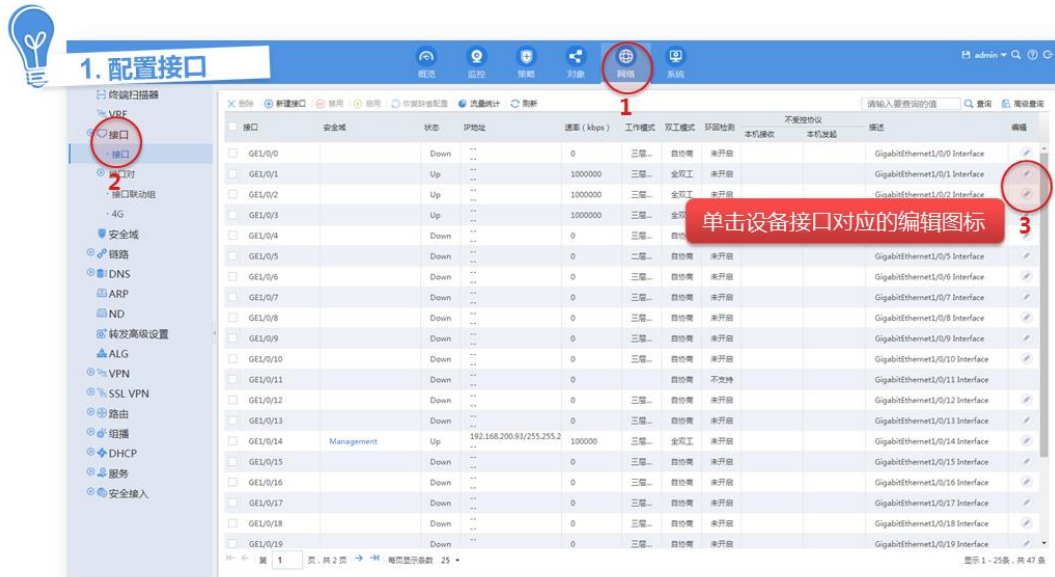 1. 配置接口
概览 监控 策略 对象 网络 系统
admin
1
终端扫描器
VRF
接口
接口
2
接口对
接口联动组
4G
安全域
链路
DNS
ARP
ND
转发高级设置
ALG
VPN
SSL VPN
路由
组播
DHCP
服务
安全接入
删除 新建接口 禁用 启用 恢复缺省配置 流量统计 刷新 请输入要查询的值 查询 高级查询
接口 安全域 状态 IP地址 速率(kbps) 工作模式 双工模式 环回检测 不受控协议 描述 编辑
本机接收 本机发起
GE1/0/0 Down -- -- 0 三层... 自协商 未开启 GigabitEthernet1/0/0 Interface
GE1/0/1 Up -- -- 1000000 三层... 全双工 未开启 GigabitEthernet1/0/1 Interface
GE1/0/2 Up -- -- 1000000 三层... 全双工 未开启 GigabitEthernet1/0/2 Interface
GE1/0/3 Up -- -- 1000000 三层...
单击设备接口对应的编辑图标
3
GE1/0/4 Down -- -- 0 三层...
GE1/0/5 Down -- -- 0 二层... 自协商 未开启 GigabitEthernet1/0/5 Interface
GE1/0/6 Down -- -- 0 三层... 自协商 未开启 GigabitEthernet1/0/6 Interface
GE1/0/7 Down -- -- 0 三层... 自协商 未开启 GigabitEthernet1/0/7 Interface
GE1/0/8 Down -- -- 0 三层... 自协商 未开启 GigabitEthernet1/0/8 Interface
GE1/0/9 Down -- -- 0 三层... 自协商 未开启 GigabitEthernet1/0/9 Interface
GE1/0/10 Down -- -- 0 三层... 自协商 未开启 GigabitEthernet1/0/10 Interface
GE1/0/11 Down -- -- 0 自协商 不支持 GigabitEthernet1/0/11 Interface
GE1/0/12 Down -- -- 0 三层... 自协商 未开启 GigabitEthernet1/0/12 Interface
GE1/0/13 Down -- -- 0 三层... 自协商 未开启 GigabitEthernet1/0/13 Interface
GE1/0/14 Management Up 192.168.200.93/255.255.2 -- 100000 三层... 全双工 未开启 GigabitEthernet1/0/14 Interface
GE1/0/15 Down -- -- 0 三层... 自协商 未开启 GigabitEthernet1/0/15 Interface
GE1/0/16 Down -- -- 0 三层... 自协商 未开启 GigabitEthernet1/0/16 Interface
GE1/0/17 Down -- -- 0 三层... 自协商 未开启 GigabitEthernet1/0/17 Interface
GE1/0/18 Down -- -- 0 三层... 自协商 未开启 GigabitEthernet1/0/18 Interface
GE1/0/19 Down -- 0 三层... 自协商 未开启 GigabitEthernet1/0/19 Interface
第 1 页,共 2 页 每页显示条数 25 显示 1 - 25条,共 47 条